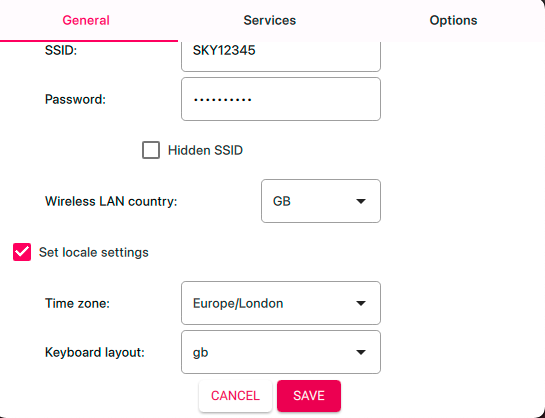 General Services Options
SSID: SKY12345
Password: ••••••••••
Hidden SSID
Wireless LAN country: GB
Set locale settings
Time zone: Europe/London
Keyboard layout: gb
CANCEL SAVE